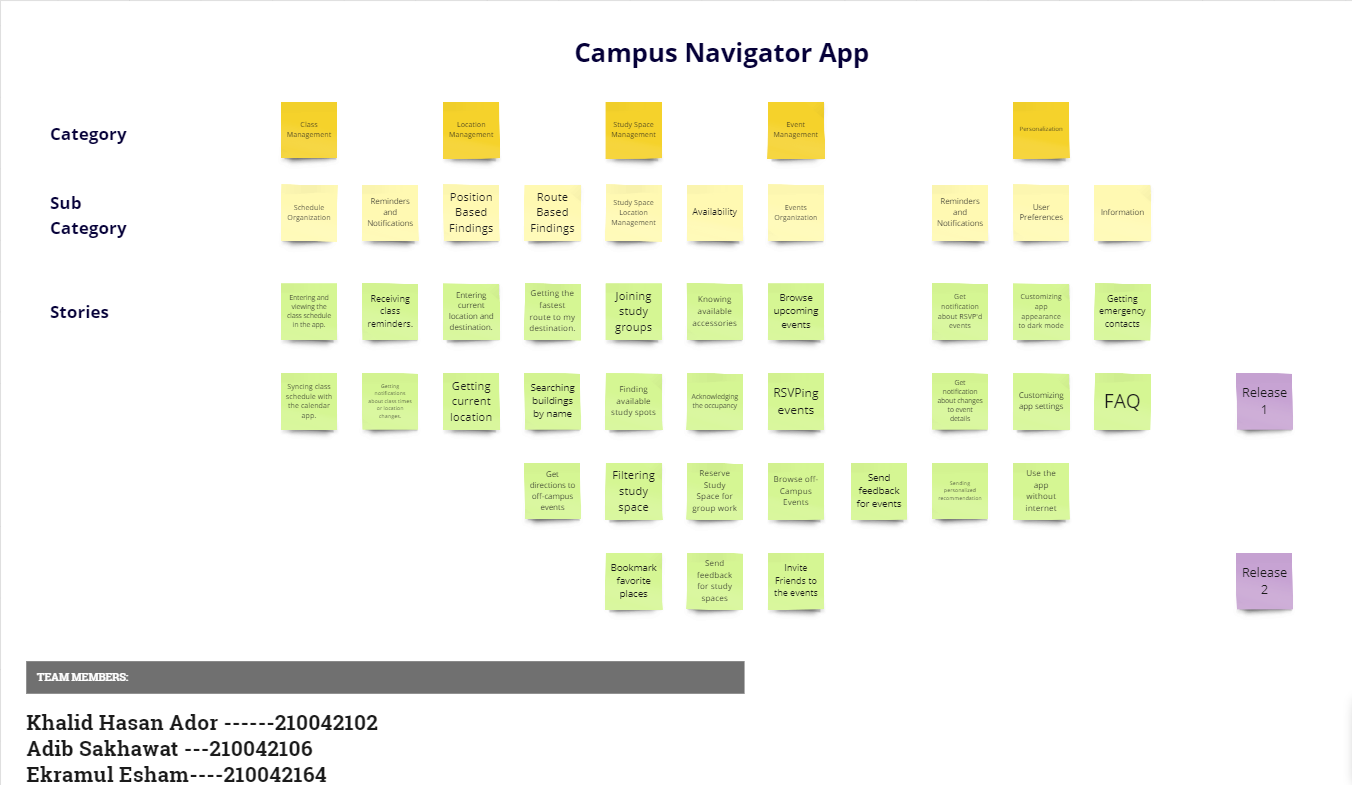 Campus Navigator App
Category
Class
Management
Location
Management
Study Space
Management
Event
Management
Personalization
Sub
Category
Schedule
Organization
Reminders
and
Notifications
Position
Based
Findings
Route
Based
Findings
Study Space
Location
Management
Availability
Events
Organization
Reminders
and
Notifications
User
Preferences
Information
Stories
Entering and
viewing the
class schedule
in the app.
Receiving
class
reminders.
Entering
current
location and
destination.
Getting the
fastest
route to my
destination.
Joining
study
groups
Knowing
available
accessories
Browse
upcoming
events
Get
notification
about RSVP'd
events
Customizing
app
appearance
to dark mode
Getting
emergency
contacts
Syncing class
schedule with
the calendar
app.
Getting
notifications
about class times
or location
changes.
Getting
current
location
Searching
buildings
by name
Finding
available
study spots
Acknowledging
the occupancy
RSVPing
events
Get
notification
about changes
to event
details
Customizing
app settings
FAQ
Release
1
Get
directions to
off-campus
events
Filtering
study
space
Reserve
Study
Space for
group work
Browse off-
Campus
Events
Send
feedback
for events
Sending
personalized
recommendation
Use the
app
without
internet
Bookmark
favorite
places
Send
feedback
for study
spaces
Invite
Friends to
the events
Release
2
TEAM MEMBERS:
Khalid Hasan Ador ------210042102
Adib Sakhawat ---210042106
Ekramul Esham----210042164